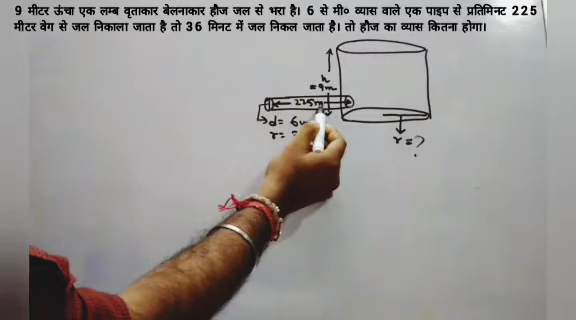 9 मीटर ऊंचा एक लम्ब वृताकार बेलनाकार हौज जल से भरा है। 6 से मी० व्यास वाले एक पाइप से प्रतिमिनट 225
मीटर वेग से जल निकाला जाता है तो 36 मिनट में जल निकल जाता है। तो हौज का व्यास कितना होगा।
h
= 9m
225m
d= 6
r=
r= ?